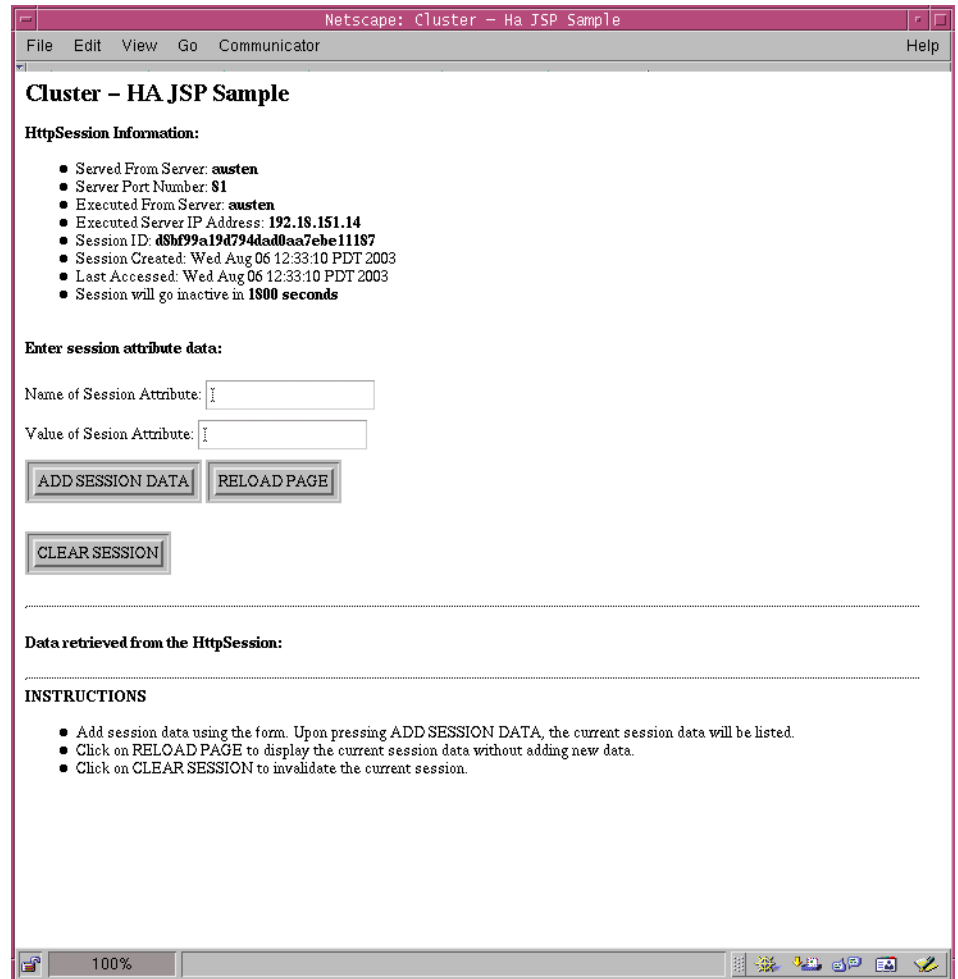 Netscape: Cluster – Ha JSP Sample
File Edit View Go Communicator Help
Cluster – HA JSP Sample
HttpSession Information:
Served From Server: austen
Server Port Number: 81
Executed From Server: austen
Executed Server IP Address: 192.18.151.14
Session ID: d8bf99a19d794dad0aa7ebe11187
Session Created: Wed Aug 06 12:33:10 PDT 2003
Last Accessed: Wed Aug 06 12:33:10 PDT 2003
Session will go inactive in 1800 seconds
Enter session attribute data:
Name of Session Attribute:
Value of Sesion Attribute:
ADD SESSION DATA RELOAD PAGE
CLEAR SESSION
Data retrieved from the HttpSession:
INSTRUCTIONS
Add session data using the form. Upon pressing ADD SESSION DATA, the current session data will be listed.
Click on RELOAD PAGE to display the current session data without adding new data.
Click on CLEAR SESSION to invalidate the current session.
100%